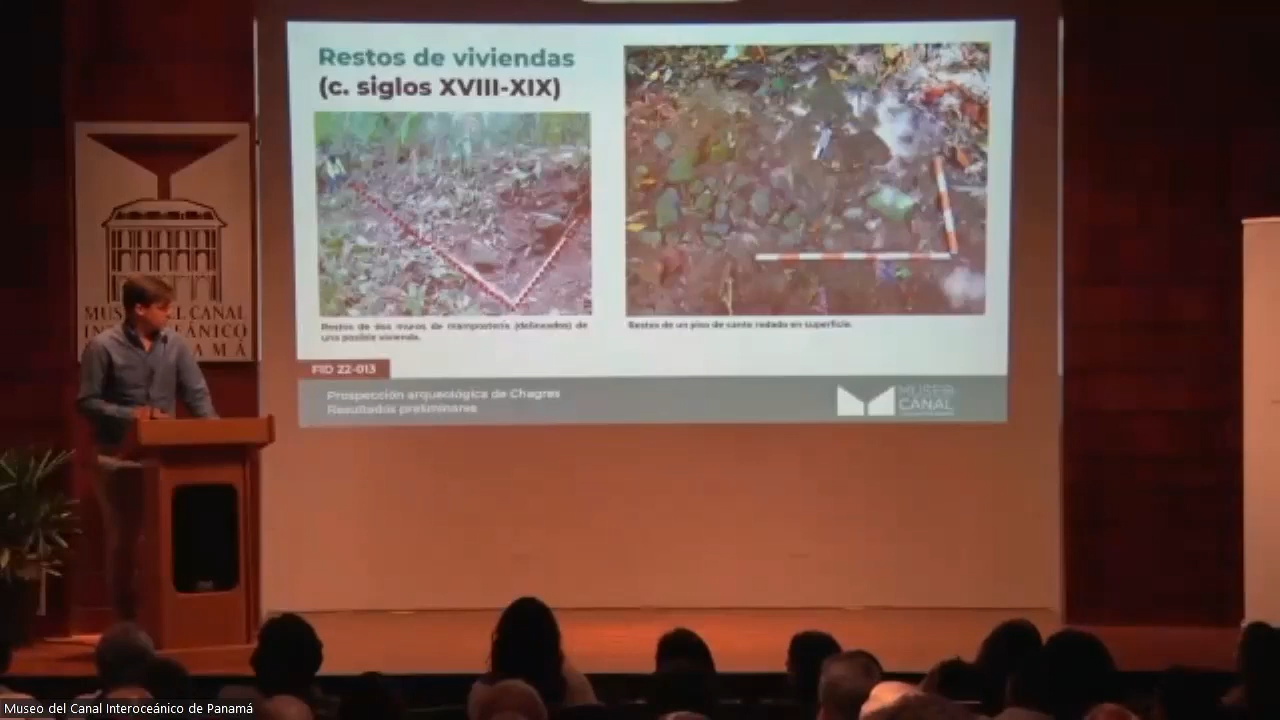 Restos de viviendas
(c. siglos XVIII-XIX)
Restos de dos muros de mampostería (delineados) de
una posible vivienda.
Restos de un piso de canto rodado en superficie.
FID 22-013
Prospección arqueológica de Chagres
Resultados preliminares
MUSEO DEL
CANAL
MUSEO DEL CANAL
INTEROCEÁNICO
PANAMÁ
Museo del Canal Interoceánico de Panamá